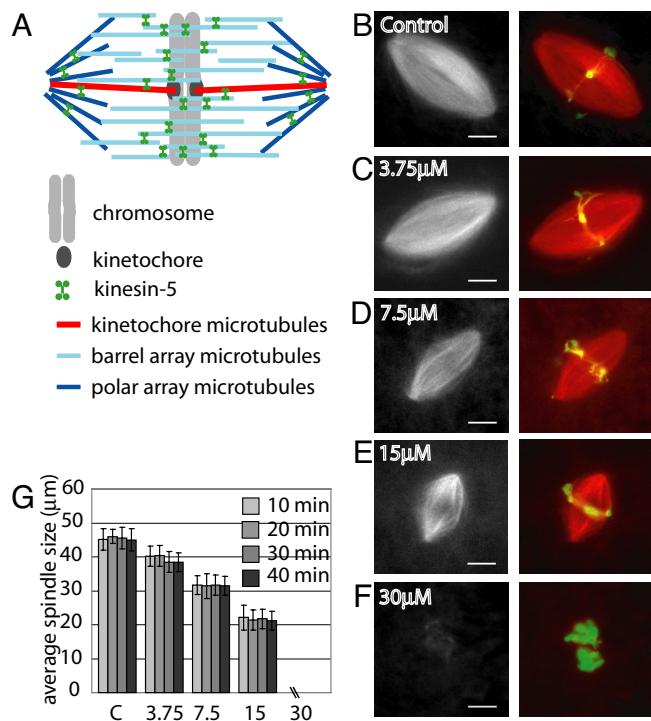 A
chromosome
kinetochore
kinesin-5
kinetochore microtubules
barrel array microtubules
polar array microtubules
B Control
C 3.75µM
D 7.5µM
E 15µM
F 30µM
G
average spindle size (µm)
60
50
40
30
20
10
0
10 min
20 min
30 min
40 min
C 3.75 7.5 15 30